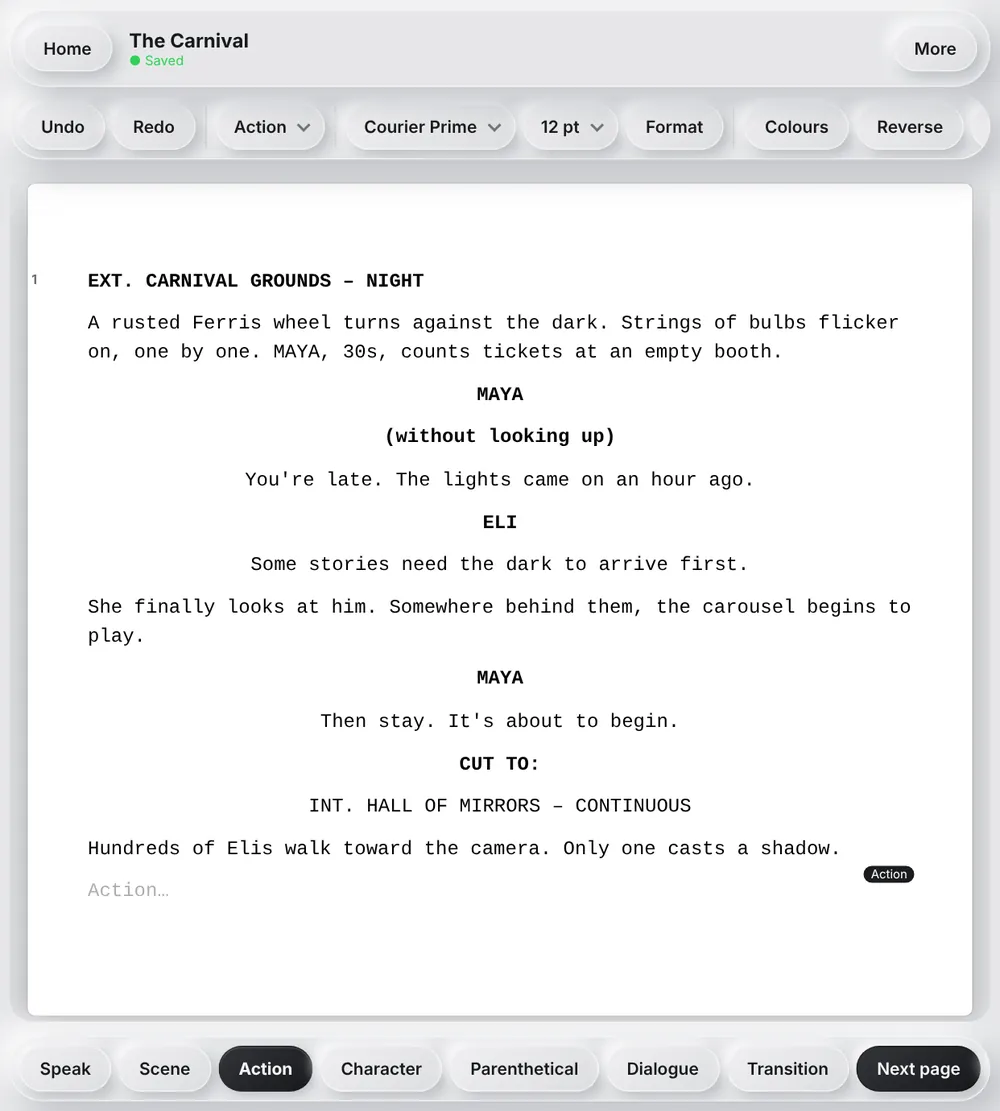 Home
The Carnival
Saved
More
Undo
Redo
Action
Courier Prime
12 pt
Format
Colours
Reverse
1
EXT. CARNIVAL GROUNDS – NIGHT
A rusted Ferris wheel turns against the dark. Strings of bulbs flicker
on, one by one. MAYA, 30s, counts tickets at an empty booth.
MAYA
(without looking up)
You're late. The lights came on an hour ago.
ELI
Some stories need the dark to arrive first.
She finally looks at him. Somewhere behind them, the carousel begins to
play.
MAYA
Then stay. It's about to begin.
CUT TO:
INT. HALL OF MIRRORS – CONTINUOUS
Hundreds of Elis walk toward the camera. Only one casts a shadow.
Action
Action…
Speak
Scene
Action
Character
Parenthetical
Dialogue
Transition
Next page